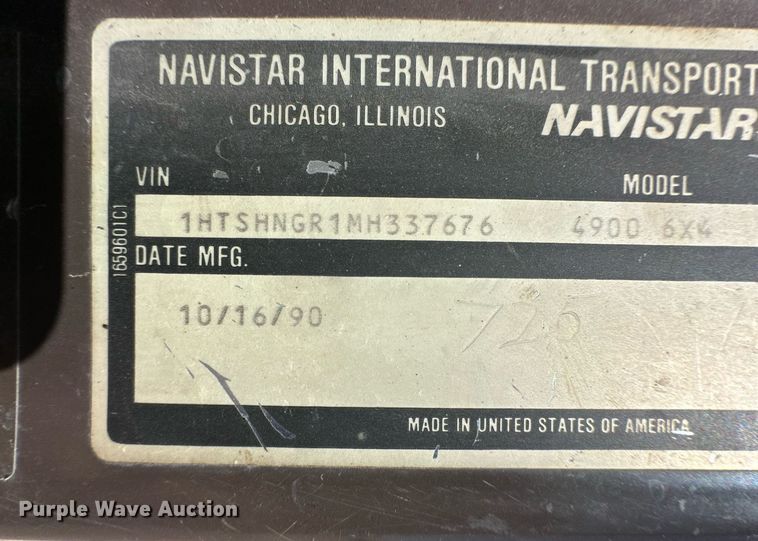 NAVISTAR INTERNATIONAL TRANSPORT
CHICAGO, ILLINOIS NAVISTAR
VIN MODEL
1HTSHNGR1MH337676 4900 6X4
1659601C1
DATE MFG.
10/16/90
MADE IN UNITED STATES OF AMERICA
Purple Wave Auction